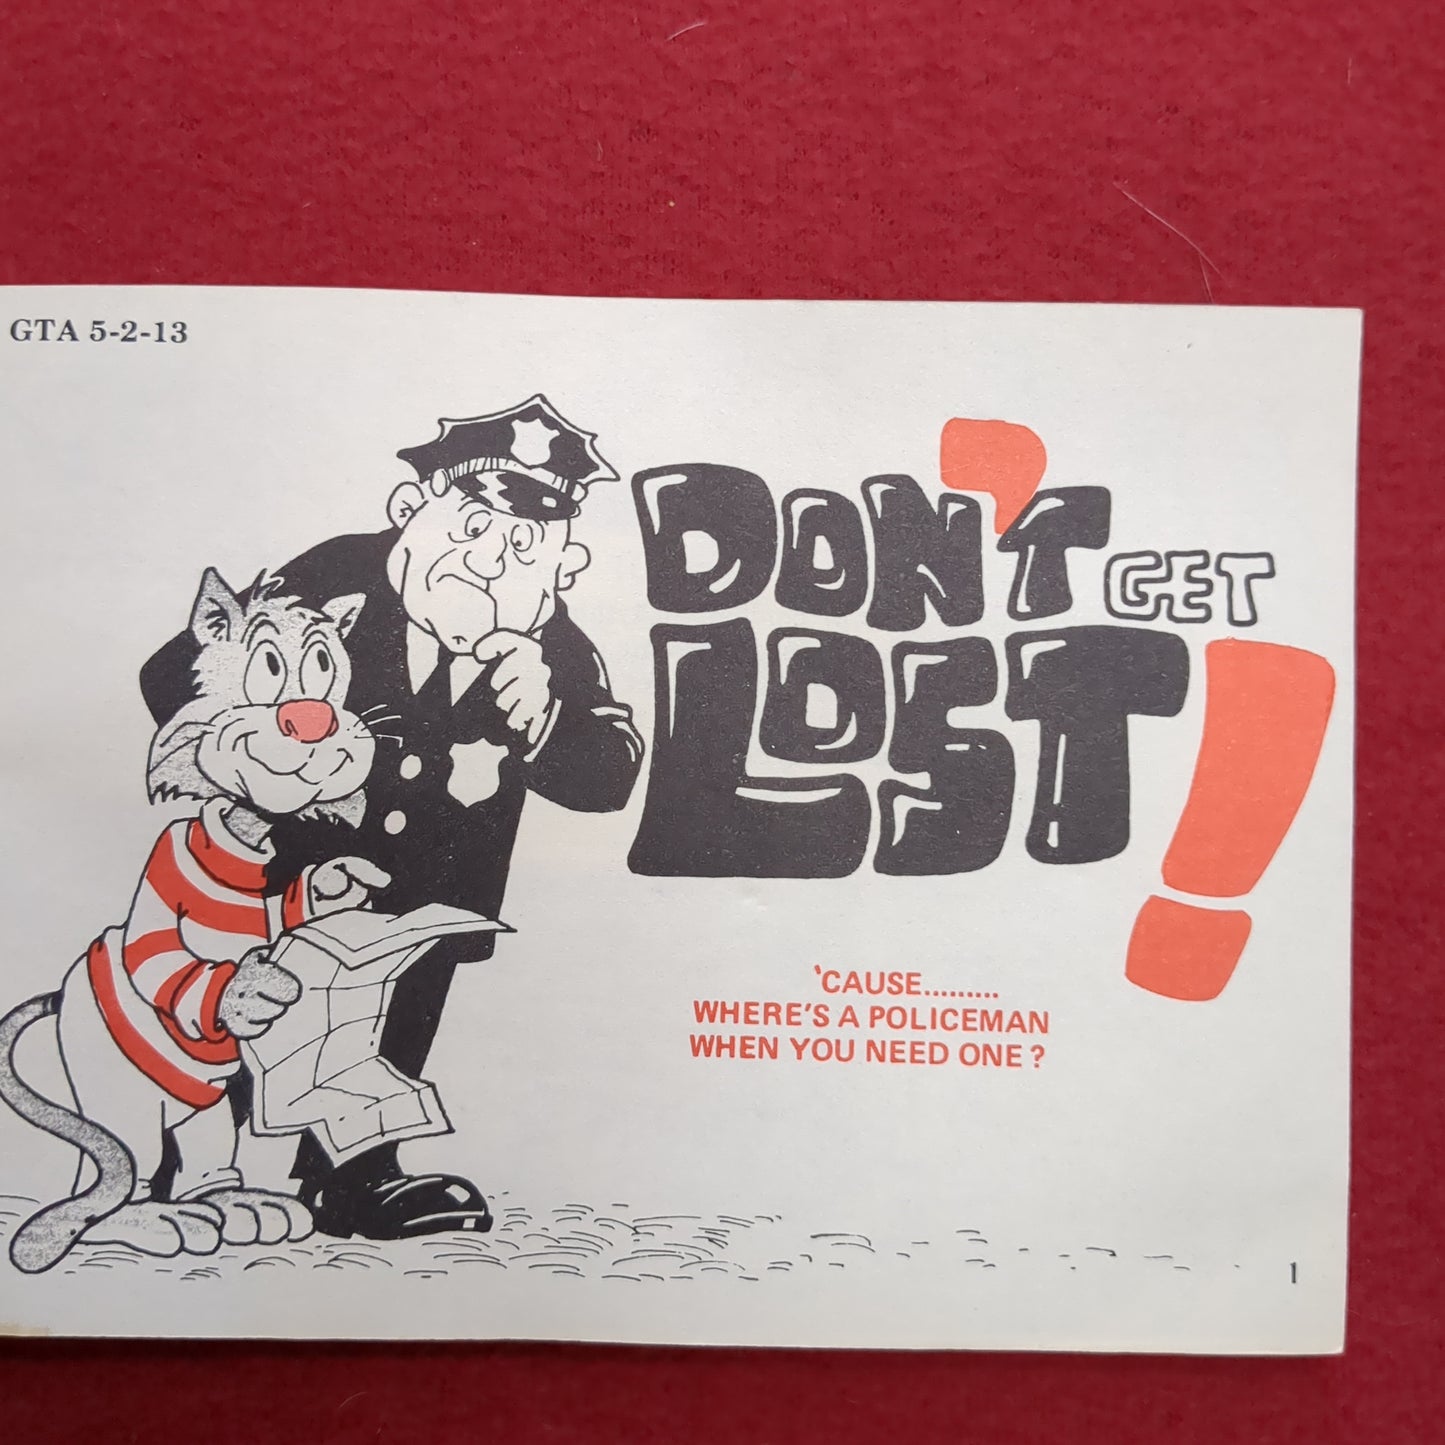 GTA 5-2-13
DON'T GET
LOST!
'CAUSE.........
WHERE'S A POLICEMAN
WHEN YOU NEED ONE?
1